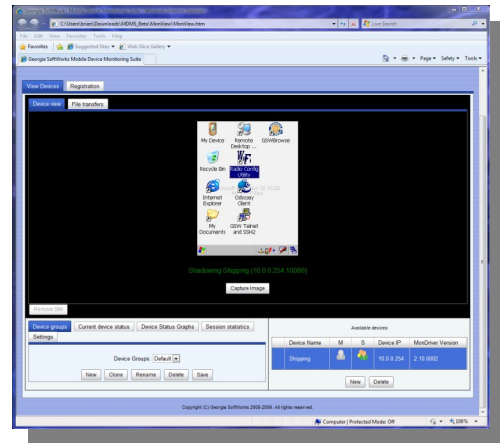 Georgia SoftWorks Mobile Device Monitoring Suite
C:\Users\brian\Downloads\MDMS_Beta\MonView\MonView.htm
Live Search
File Edit View Favorites Tools Help
Favorites Suggested Sites Web Slice Gallery
Georgia SoftWorks Mobile Device Monitoring Suite
Page Safety Tools
View Devices Registration
Device view File transfers
My Device Remote Desktop ... GSWBrowse
Recycle Bin Radio Config Utility
Internet Explorer Odyssey Client
My Documents GSW Telnet and SSH2
Shadowing Shipping (10.0.0.254:10080)
Capture Image
Device groups Current device status Device Status Graphs Session statistics
Settings
Device Groups: Default
New Clone Rename Delete Save
Available devices
Device Name M S Device IP MonDriver Version
Shipping 10.0.0.254 2.10.0002
New Delete
Copyright (C) Georgia SoftWorks 2008-2009. All rights reserved.
Computer | Protected Mode: Off 100%